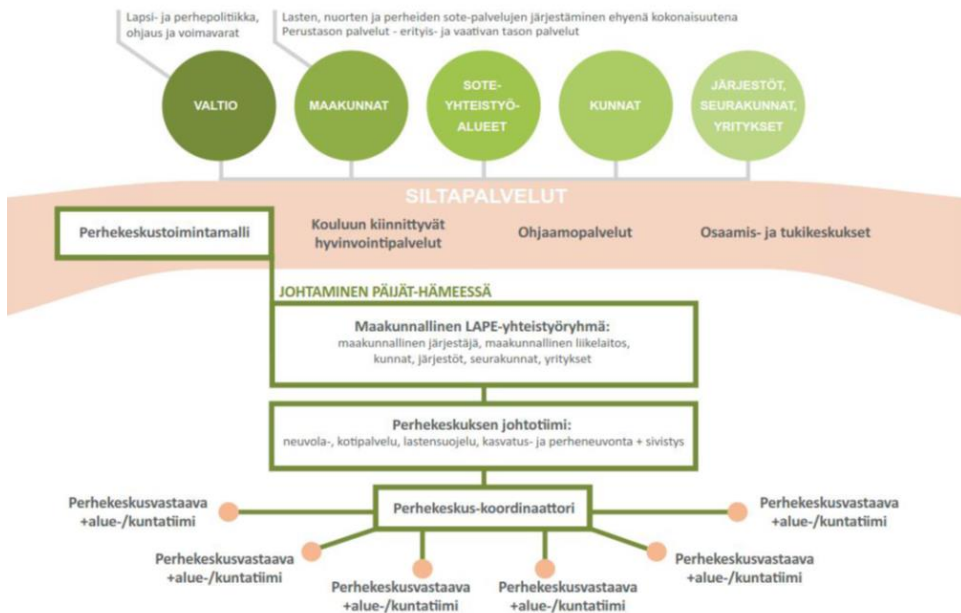 Lapsi- ja perhepolitiikka,
ohjaus ja voimavarat
Lasten, nuorten ja perheiden sote-palvelujen järjestäminen ehyenä kokonaisuutena
Perustason palvelut - erityis- ja vaativan tason palvelut
VALTIO
MAAKUNNAT
SOTE-
YHTEISTYÖ-
ALUEET
KUNNAT
JÄRJESTÖT,
SEURAKUNNAT,
YRITYKSET
SILTAPALVELUT
Perhekeskustoimintamalli
Kouluun kiinnittyvät
hyvinvointipalvelut
Ohjaamopalvelut
Osaamis- ja tukikeskukset
JOHTAMINEN PÄIJÄT-HÄMEESSÄ
Maakunnallinen LAPE-yhteistyöryhmä:
maakunnallinen järjestäjä, maakunnallinen liikelaitos,
kunnat, järjestöt, seurakunnat, yritykset
Perhekeskuksen johtotiimi:
neuvola-, kotipalvelu, lastensuojelu, kasvatus- ja perheneuvonta + sivistys
Perhekeskus-koordinaattori
Perhekeskusvastaava
+alue-/kuntatiimi
Perhekeskusvastaava
+alue-/kuntatiimi
Perhekeskusvastaava
+alue-/kuntatiimi
Perhekeskusvastaava
+alue-/kuntatiimi
Perhekeskusvastaava
+alue-/kuntatiimi
Perhekeskusvastaava
+alue-/kuntatiimi